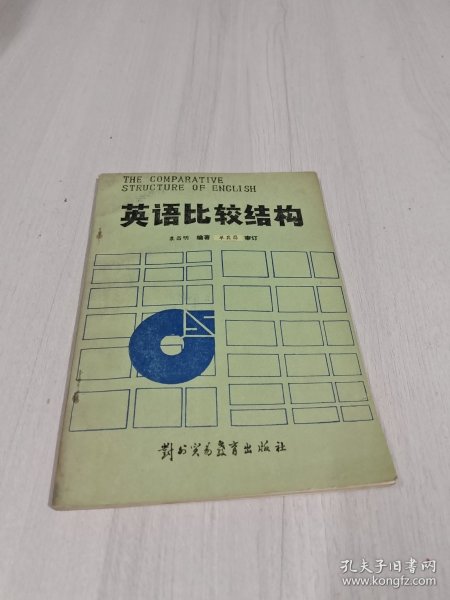 THE COMPARATIVE
STRUCTURE OF ENGLISH
英语比较结构
编著 审订
对外贸易教育出版社
孔夫子旧书网
www.kongfz.com